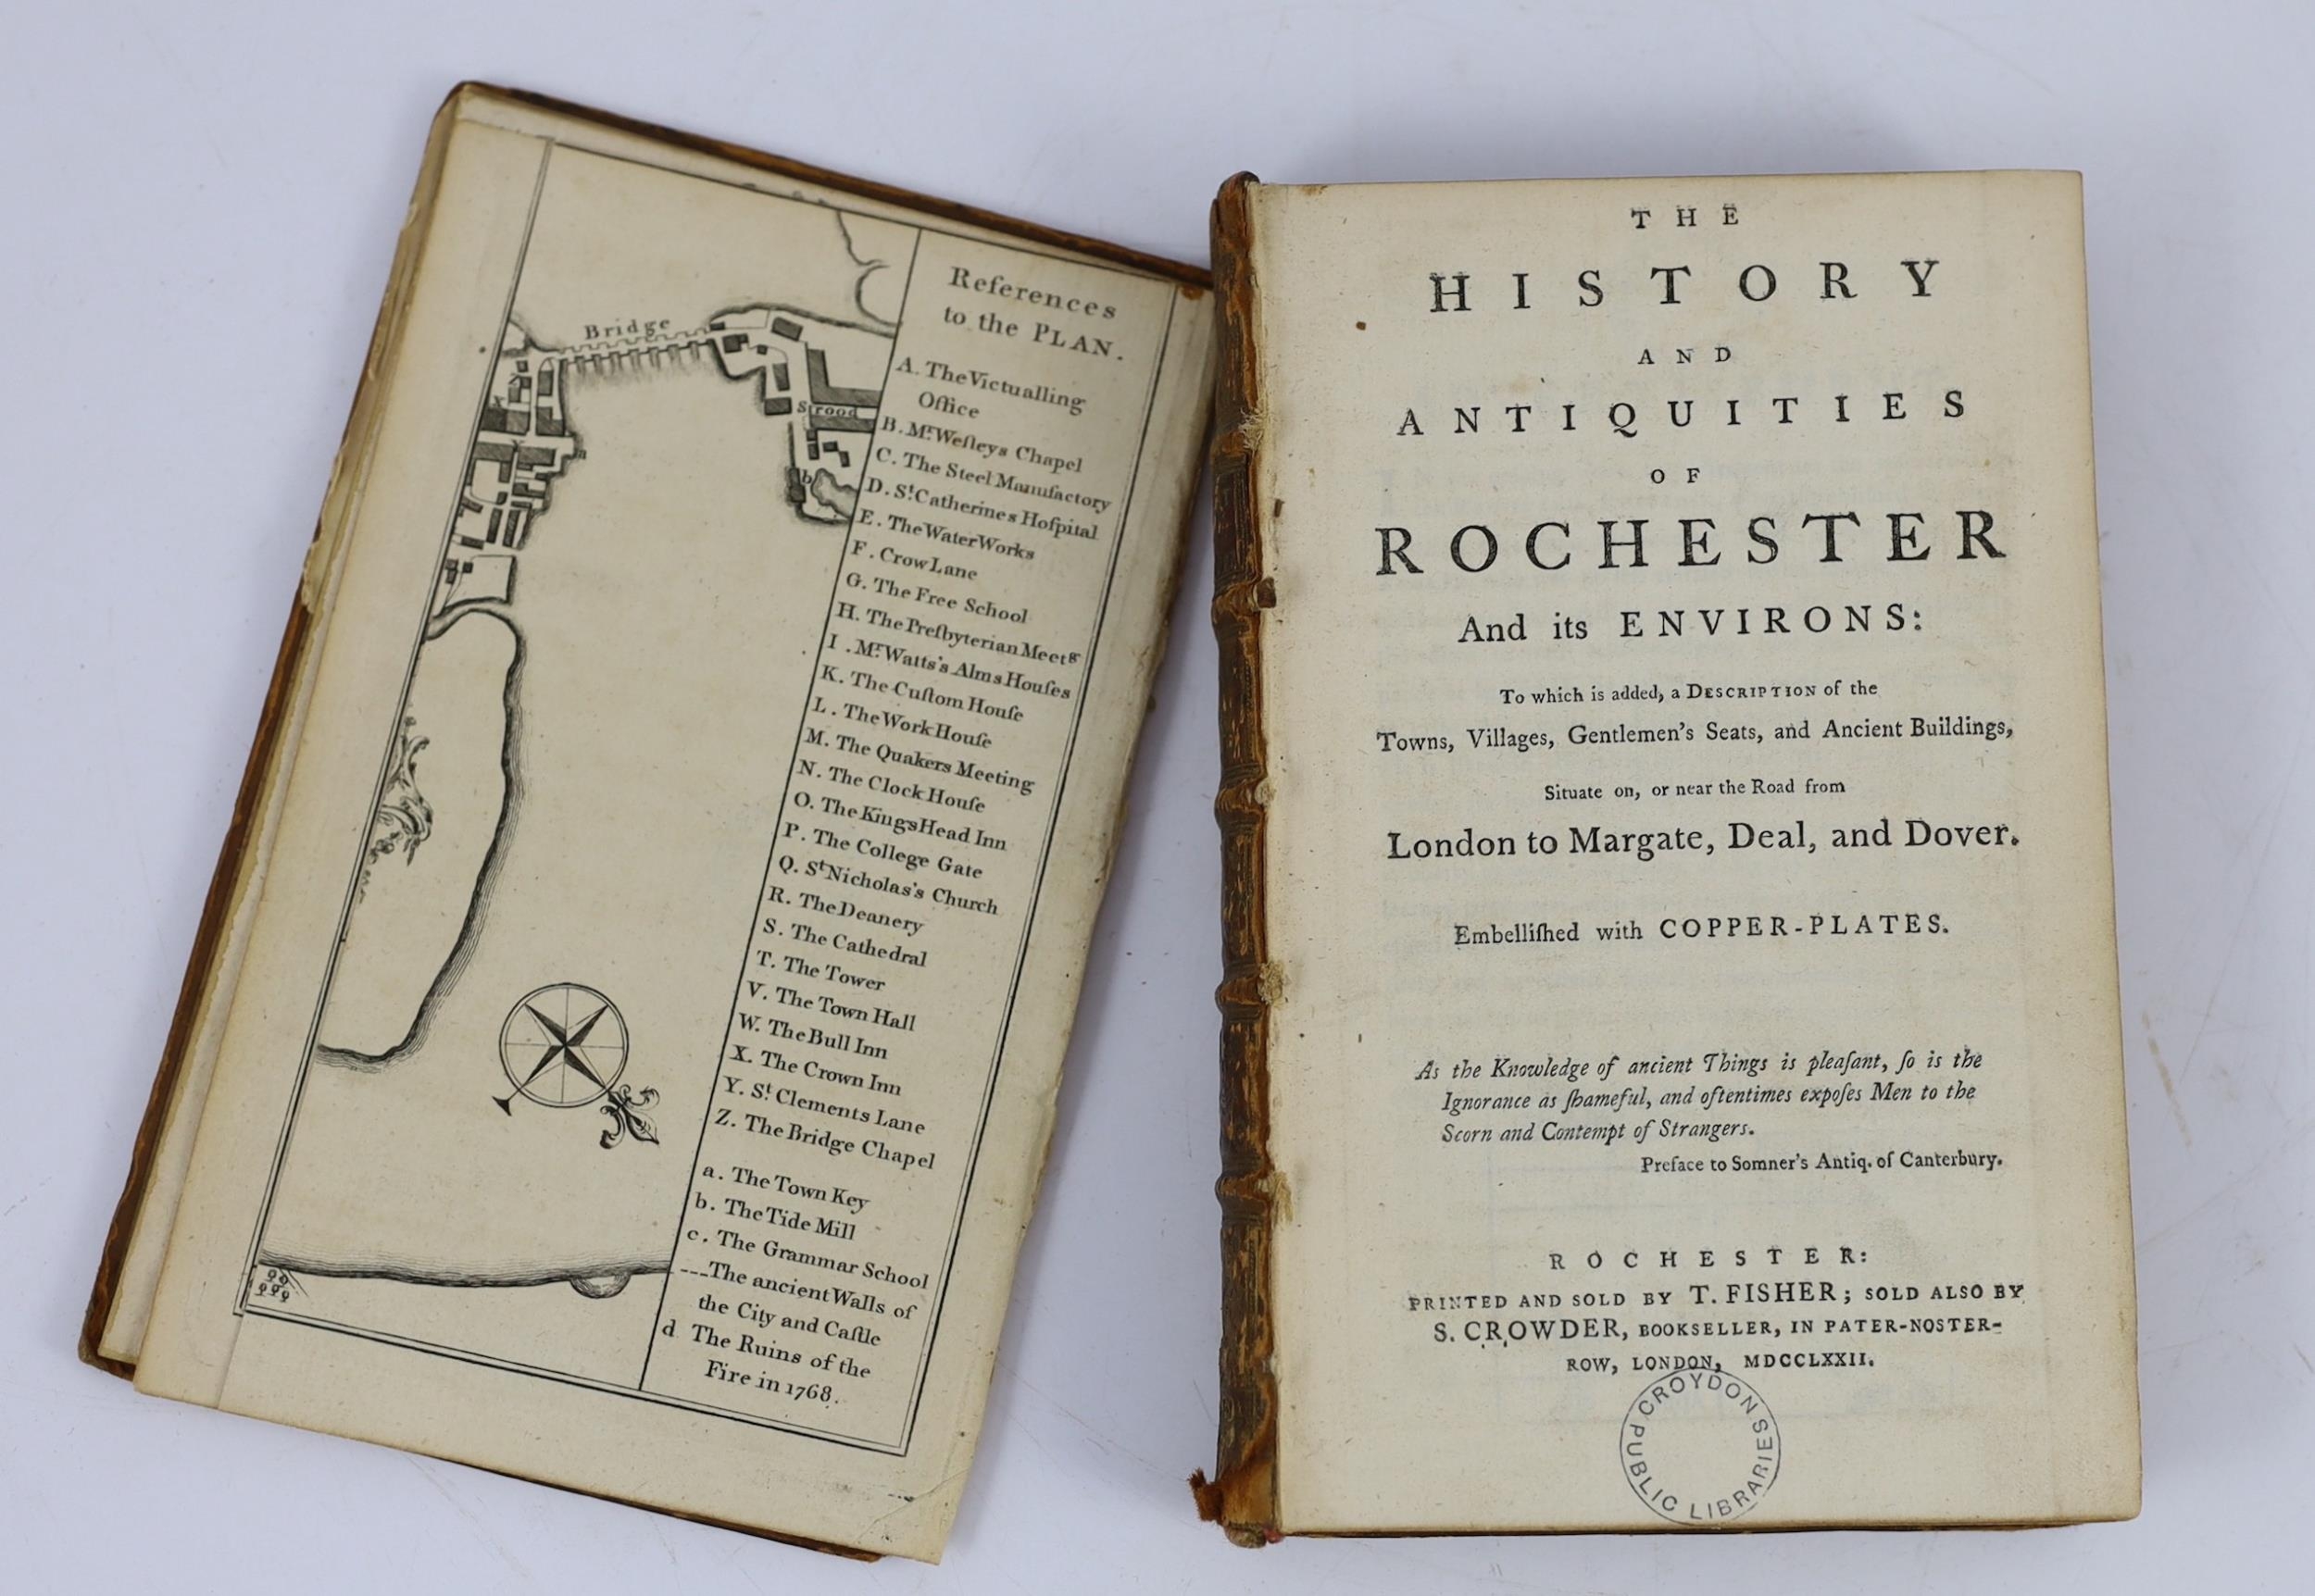 Bridge
Strood
b
References
to the PLAN.
A. The Victualling
Office
B. Mr. Weſleys Chapel
C. The Steel Manufactory
D. St. Catherines Hoſpital
E. The Water Works
F. Crow Lane
G. The Free School
H. The Preſbyterian Meetg
I. Mr. Watts's Alms Houſes
K. The Cuſtom Houſe
L. The Work Houſe
M. The Quakers Meeting
N. The Clock Houſe
O. The Kings Head Inn
P. The College Gate
Q. St Nicholas's Church
R. The Deanery
S. The Cathedral
T. The Tower
V. The Town Hall
W. The Bull Inn
X. The Crown Inn
Y. St. Clements Lane
Z. The Bridge Chapel
a. The Town Key
b. The Tide Mill
c. The Grammar School
---The ancient Walls of
the City and Caſtle
d The Ruins of the
Fire in 1768.
THE
HISTORY
AND
ANTIQUITIES
OF
ROCHESTER
And its ENVIRONS:
To which is added, a DESCRIPTION of the
Towns, Villages, Gentlemen's Seats, and Ancient Buildings,
Situate on, or near the Road from
London to Margate, Deal, and Dover.
Embelliſhed with COPPER-PLATES.
As the Knowledge of ancient Things is pleaſant, ſo is the
Ignorance as ſhameful, and oftentimes expoſes Men to the
Scorn and Contempt of Strangers.
Preface to Somner's Antiq. of Canterbury.
ROCHESTER:
PRINTED AND SOLD BY T. FISHER; SOLD ALSO BY
S. CROWDER, BOOKSELLER, IN PATER-NOSTER-
ROW, LONDON, MDCCLXXII.
CROYDON
PUBLIC LIBRARIES